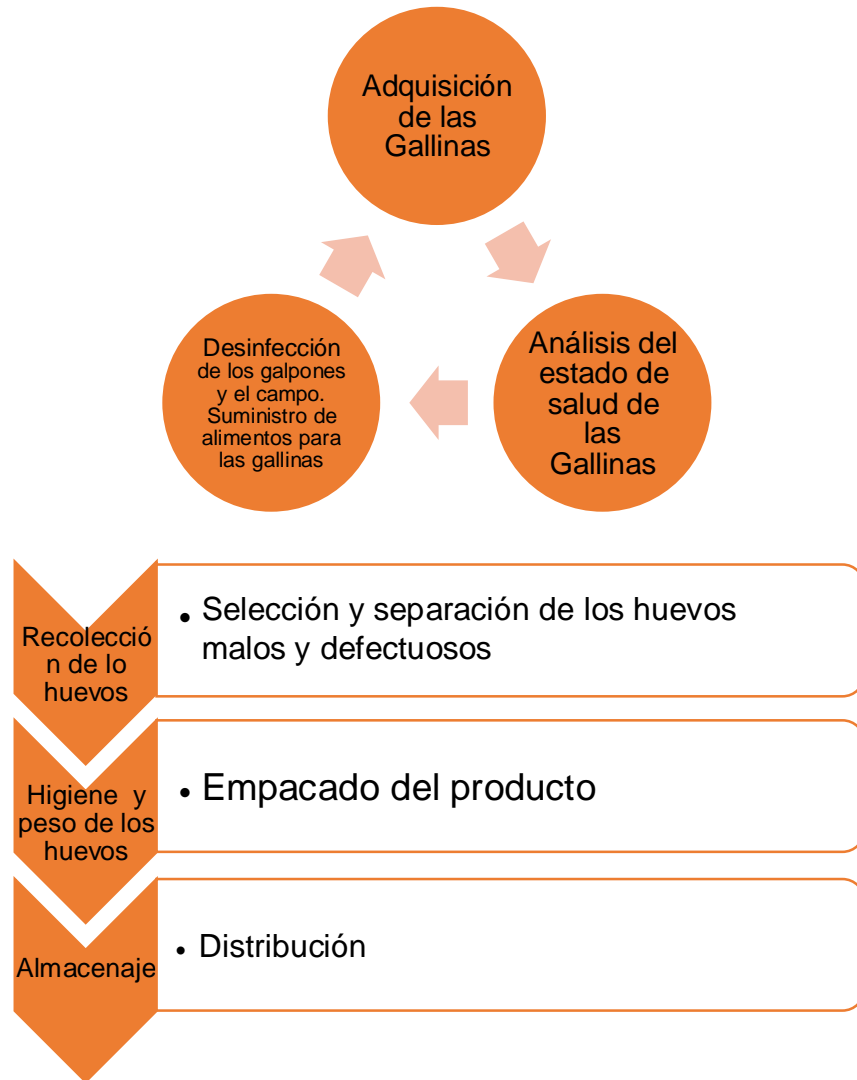 Adquisición
de las
Gallinas
Desinfección
de los galpones
y el campo.
Suministro de
alimentos para
las gallinas
Análisis del
estado de
salud de
las
Gallinas
Recolecció
n de lo
huevos
• Selección y separación de los huevos
malos y defectuosos
Higiene y
peso de los
huevos
• Empacado del producto
Almacenaje
• Distribución